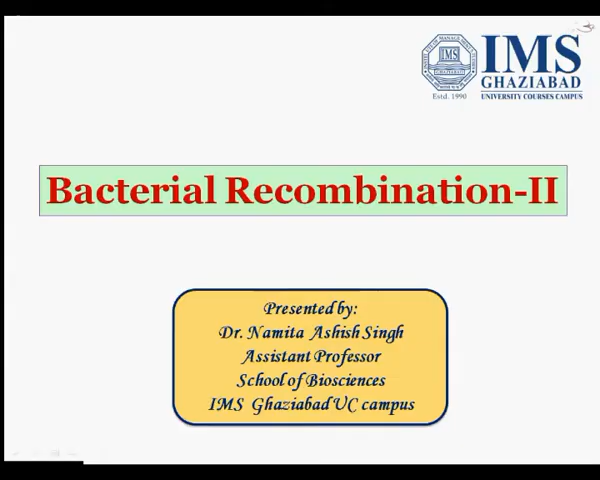 IMS
GHAZIABAD
Estd. 1990
UNIVERSITY COURSES CAMPUS
Bacterial Recombination-II
Presented by:
Dr. Namita Ashish Singh
Assistant Professor
School of Biosciences
IMS Ghaziabad UC campus